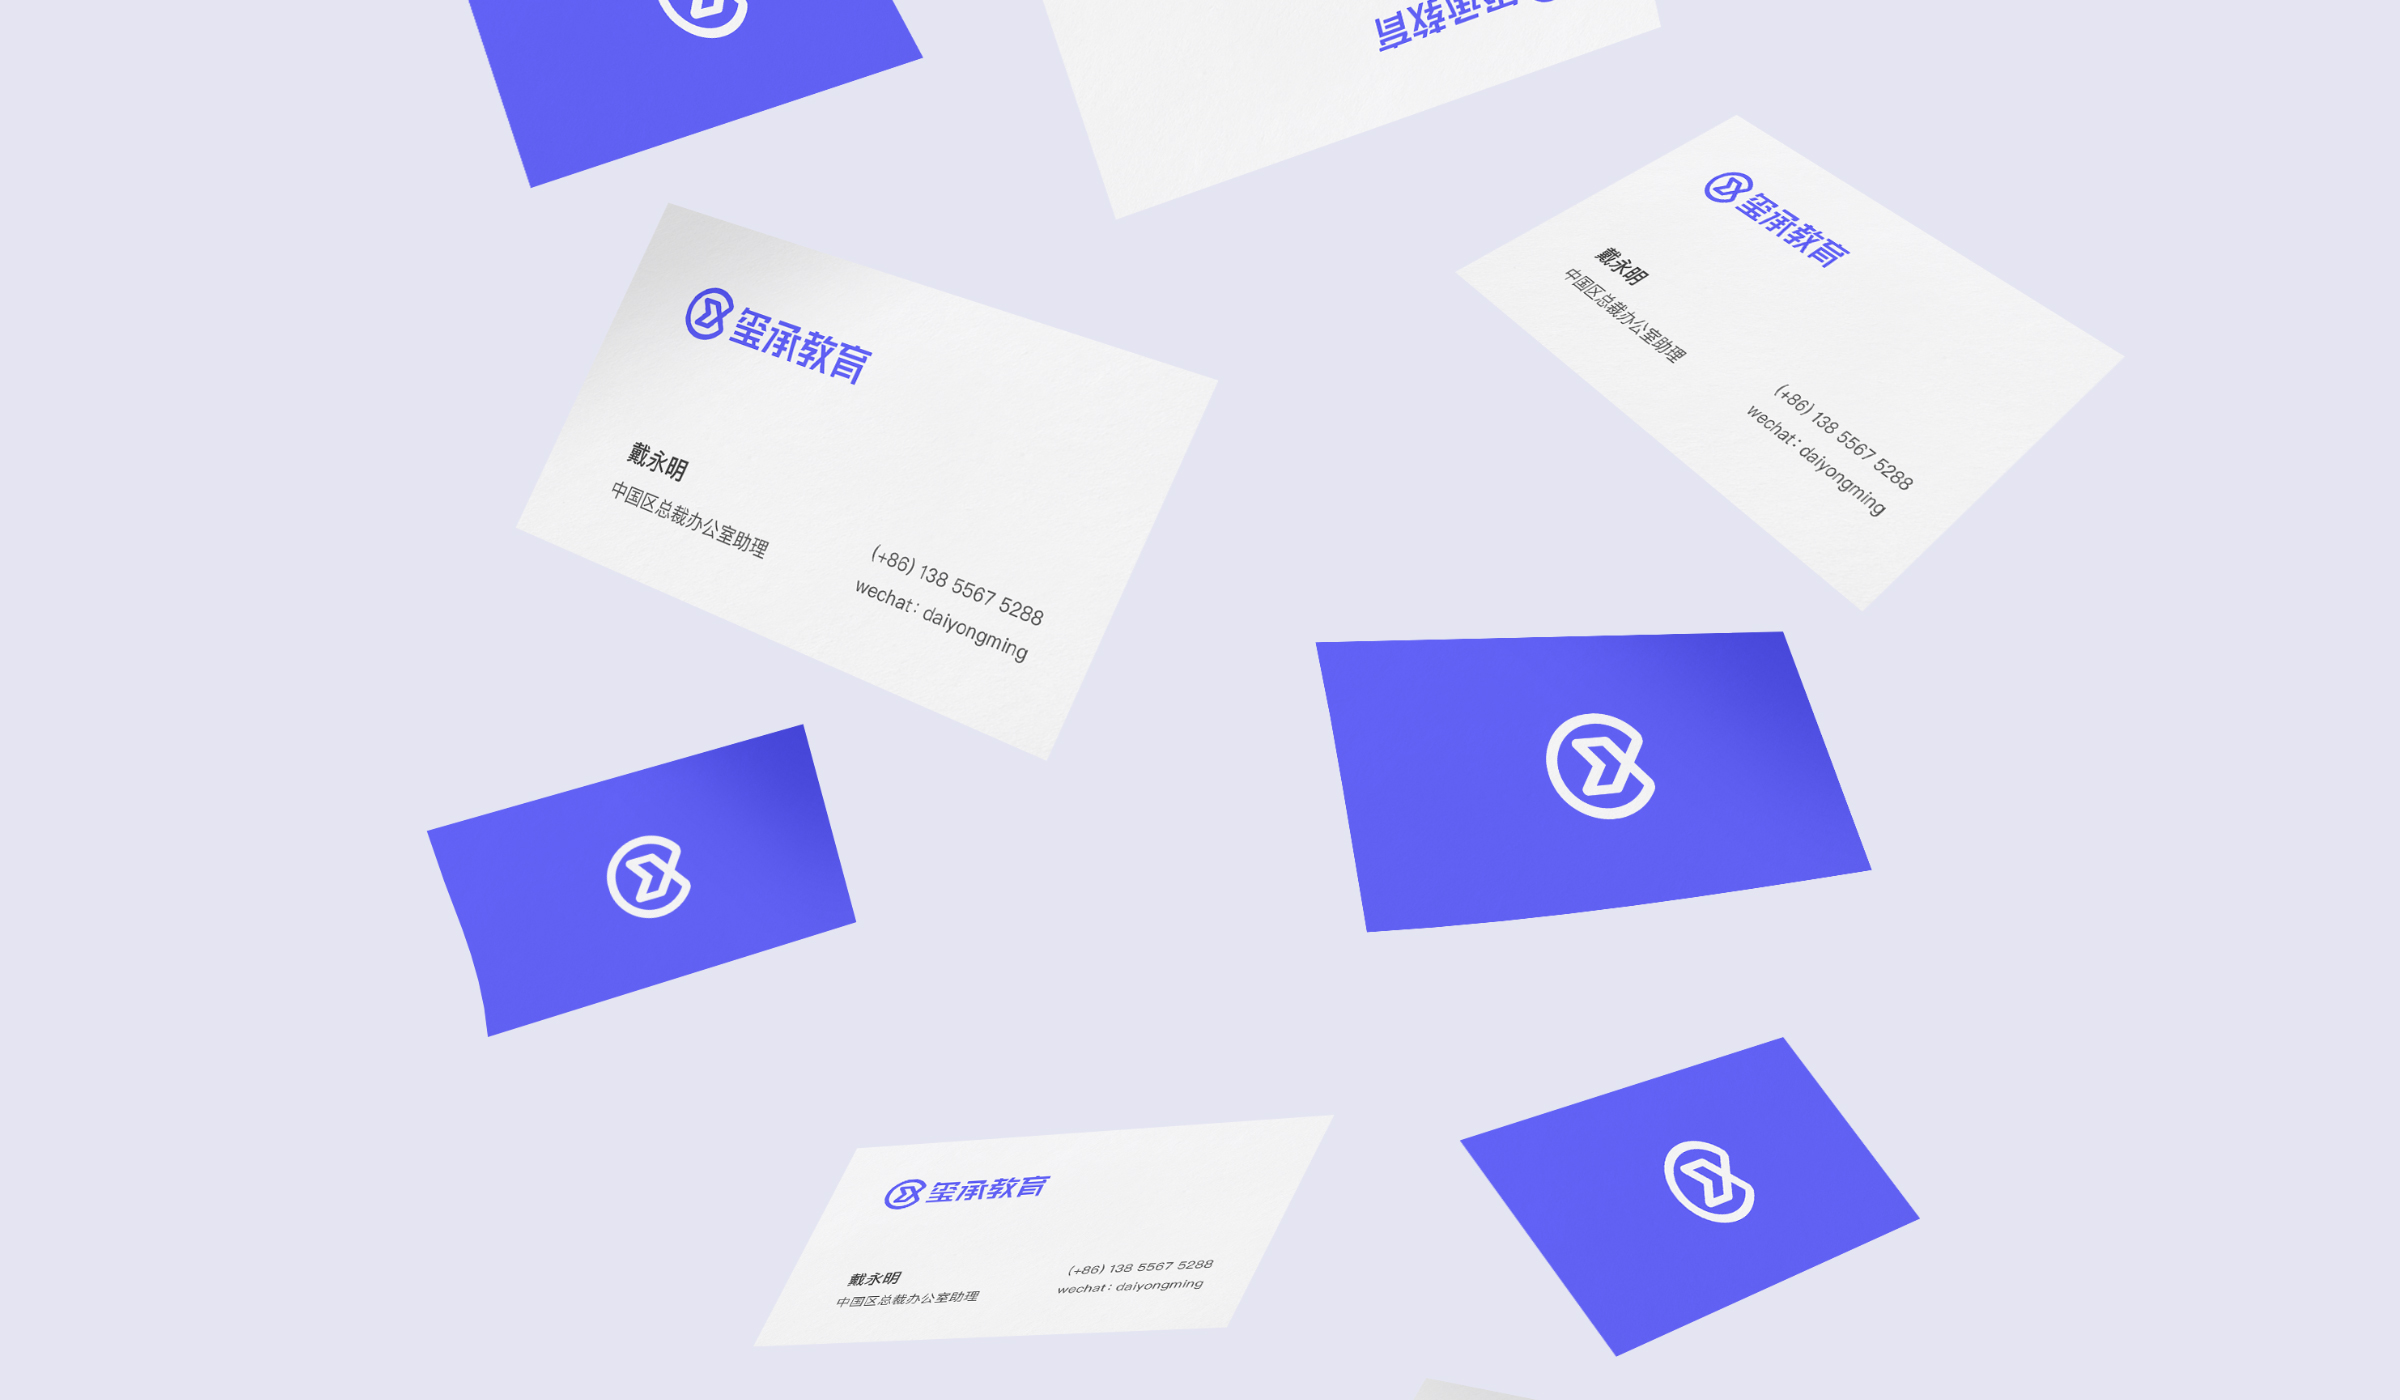 玺承教育
玺承教育
戴永明
中国区总裁办公室助理
(+86) 138 5567 5288
wechat: daiyongming
玺承教育
戴永明
中国区总裁办公室助理
(+86) 138 5567 5288
wechat: daiyongming
玺承教育
戴永明
中国区总裁办公室助理
(+86) 138 5567 5288
wechat: daiyongming